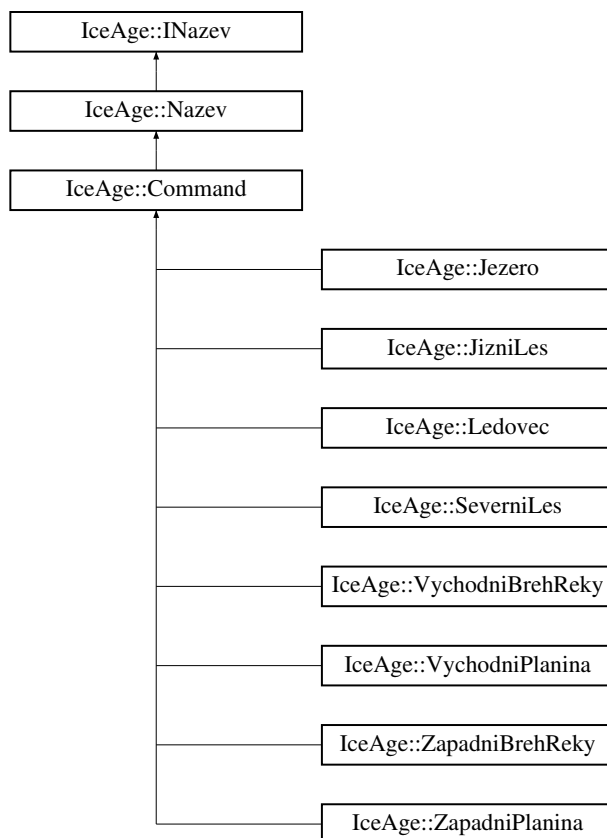 IceAge::INazev
IceAge::Nazev
IceAge::Command
IceAge::Jezero
IceAge::JizniLes
IceAge::Ledovec
IceAge::SeverniLes
IceAge::VychodniBrehReky
IceAge::VychodniPlanina
IceAge::ZapadniBrehReky
IceAge::ZapadniPlanina